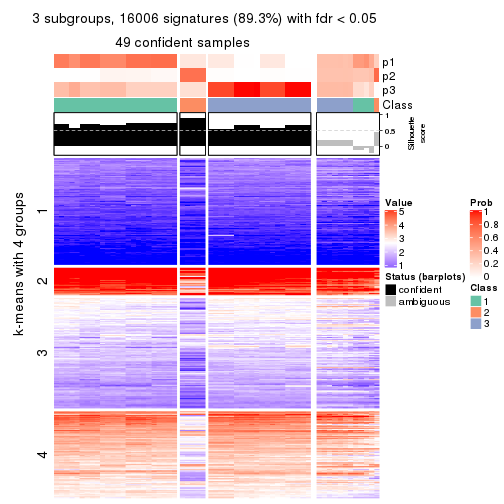 3 subgroups, 16006 signatures (89.3%) with fdr < 0.05
49 confident samples
p1
p2
p3
Class
1
0.5
0
Silhouette
score
k-means with 4 groups
1
2
3
4
Value
5
4
3
2
1
Status (barplots)
confident
ambiguous
Prob
1
0.8
0.6
0.4
0.2
0
Class
1
2
3